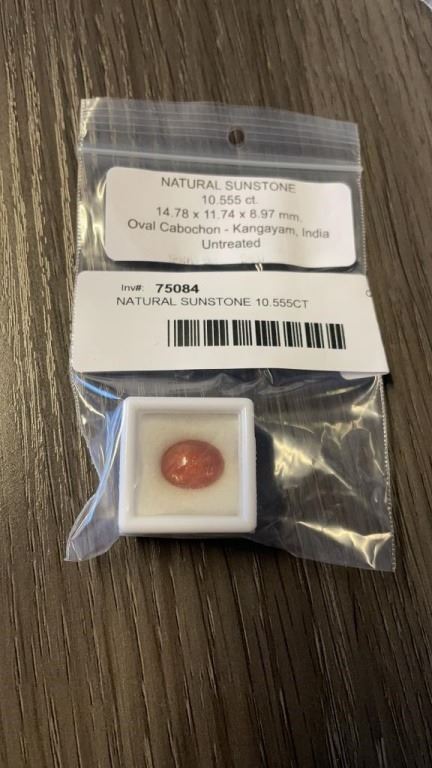 NATURAL SUNSTONE
10.555 ct.
14.78 x 11.74 x 8.97 mm.
Oval Cabochon - Kangayam, India
Untreated
Inv#: 75084
NATURAL SUNSTONE 10.555CT